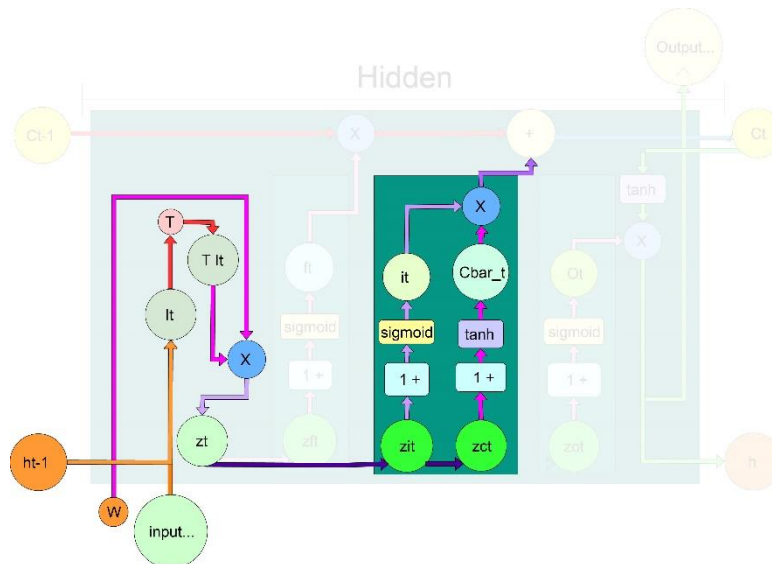 Output...
Hidden
Ct-1
X
+
Ct
tanh
T
X
T It
ft
it
Cbar_t
Ot
X
It
sigmoid
sigmoid
tanh
sigmoid
X
1 +
1 +
1 +
1 +
zt
zft
zit
zct
zot
ht-1
h
W
input...